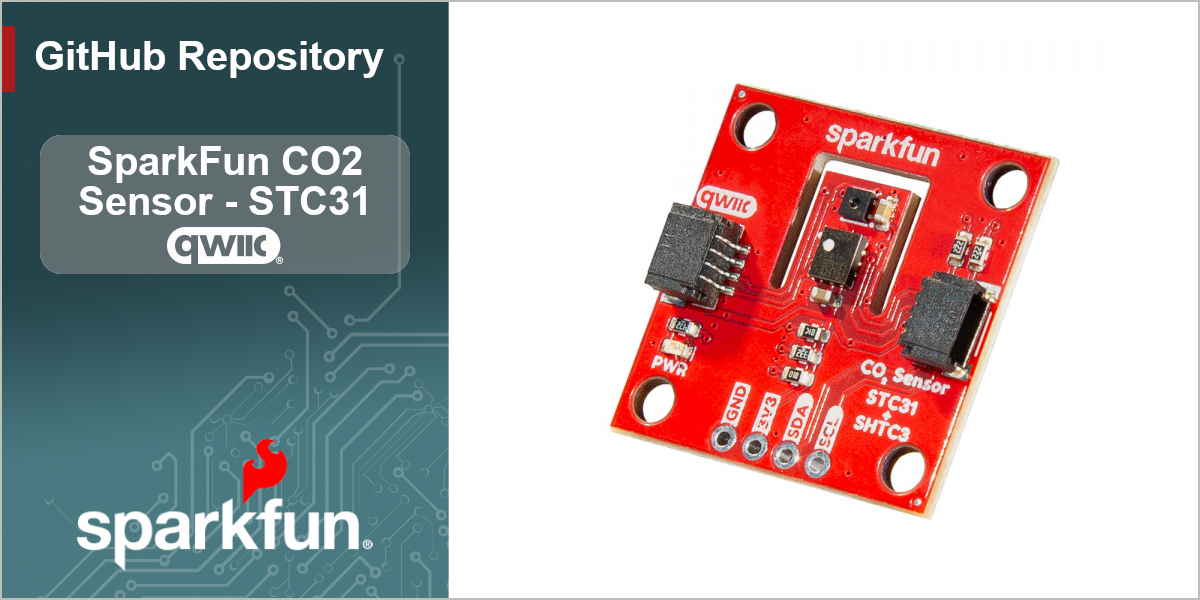 GitHub Repository
SparkFun CO2
Sensor - STC31
qwiic®
sparkfun®
sparkfun
qwiic
PWR
GND
3V3
SDA
SCL
CO₂ Sensor
STC31
+
SHTC3